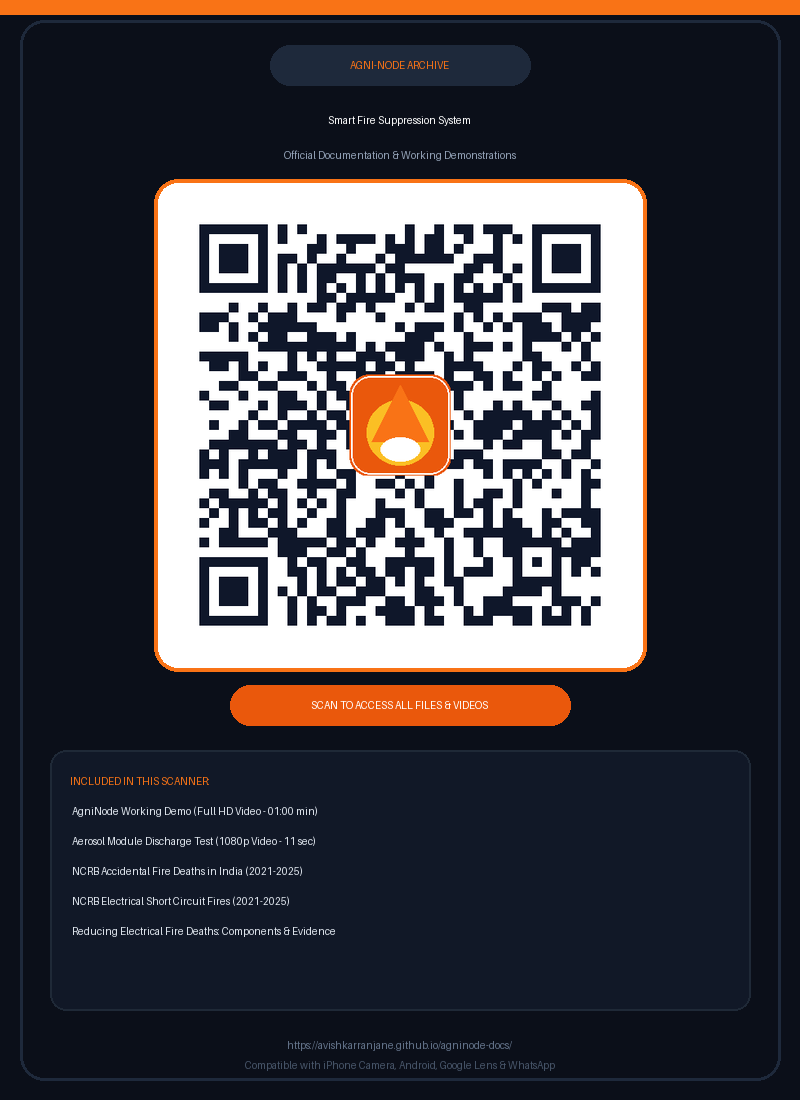 AGNI-NODE ARCHIVE
Smart Fire Suppression System
Official Documentation & Working Demonstrations
SCAN TO ACCESS ALL FILES & VIDEOS
INCLUDED IN THIS SCANNER:
AgniNode Working Demo (Full HD Video - 01:00 min)
Aerosol Module Discharge Test (1080p Video - 11 sec)
NCRB Accidental Fire Deaths in India (2021-2025)
NCRB Electrical Short Circuit Fires (2021-2025)
Reducing Electrical Fire Deaths: Components & Evidence
https://avishkarranjane.github.io/agninode-docs/
Compatible with iPhone Camera, Android, Google Lens & WhatsApp